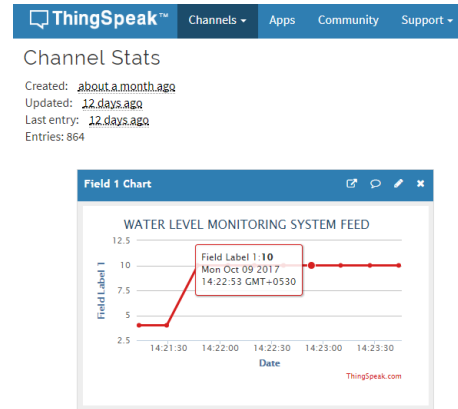 ThingSpeak™ Channels Apps Community Support
Channel Stats
Created: about a month ago
Updated: 12 days ago
Last entry: 12 days ago
Entries: 864
Field 1 Chart
WATER LEVEL MONITORING SYSTEM FEED
12.5
10
7.5
5
2.5
Field Label 1
Field Label 1:10
Mon Oct 09 2017
14:22:53 GMT+0530
14:21:30 14:22:00 14:22:30 14:23:00 14:23:30
Date
ThingSpeak.com